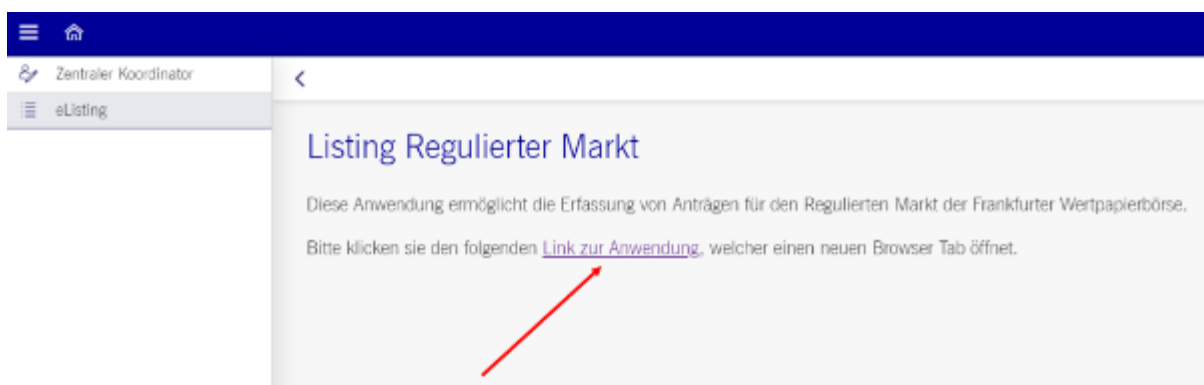 Zentraler Koordinator
eListing
Listing Regulierter Markt
Diese Anwendung ermöglicht die Erfassung von Anträgen für den Regulierten Markt der Frankfurter Wertpapierbörse.
Bitte klicken sie den folgenden Link zur Anwendung, welcher einen neuen Browser Tab öffnet.